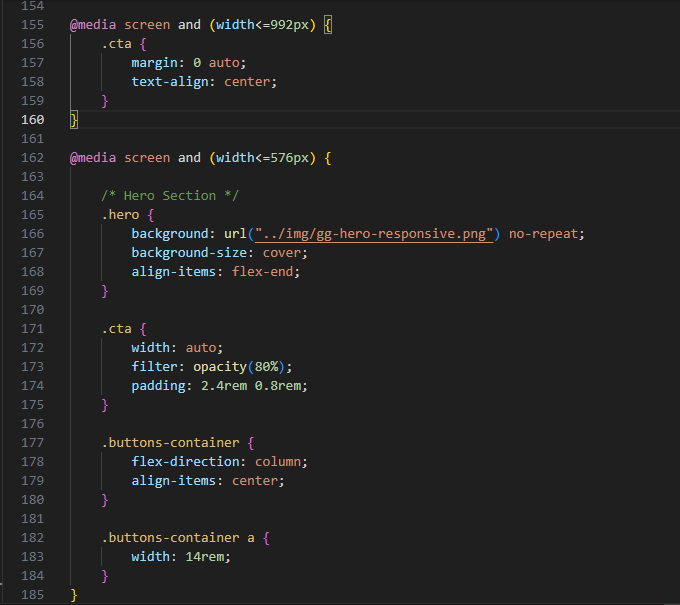 154
155 @media screen and (width<=992px) {
156     .cta {
157         margin: 0 auto;
158         text-align: center;
159     }
160 }
161
162 @media screen and (width<=576px) {
163
164     /* Hero Section */
165     .hero {
166         background: url("../img/gg-hero-responsive.png") no-repeat;
167         background-size: cover;
168         align-items: flex-end;
169     }
170
171     .cta {
172         width: auto;
173         filter: opacity(80%);
174         padding: 2.4rem 0.8rem;
175     }
176
177     .buttons-container {
178         flex-direction: column;
179         align-items: center;
180     }
181
182     .buttons-container a {
183         width: 14rem;
184     }
185 }